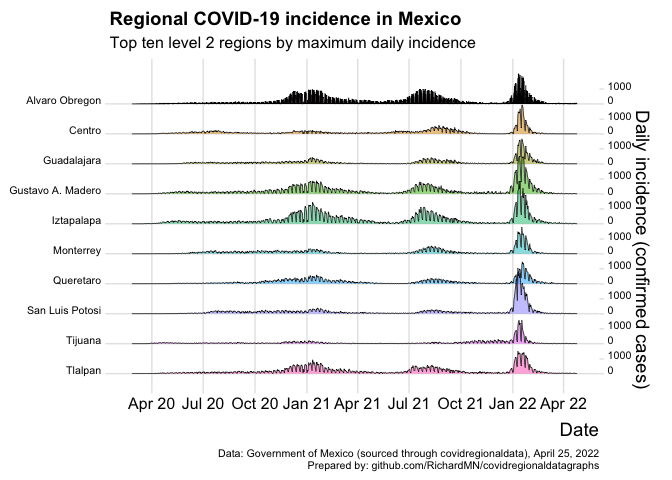 Regional COVID-19 incidence in Mexico
Top ten level 2 regions by maximum daily incidence
Alvaro Obregon
Centro
Guadalajara
Gustavo A. Madero
Iztapalapa
Monterrey
Queretaro
San Luis Potosi
Tijuana
Tlalpan
1000
0
1000
0
1000
0
1000
0
1000
0
1000
0
1000
0
1000
0
1000
0
1000
0
Daily incidence (confirmed cases)
Apr 20 Jul 20 Oct 20 Jan 21 Apr 21 Jul 21 Oct 21 Jan 22 Apr 22
Date
Data: Government of Mexico (sourced through covidregionaldata), April 25, 2022
Prepared by: github.com/RichardMN/covidregionaldatagraphs